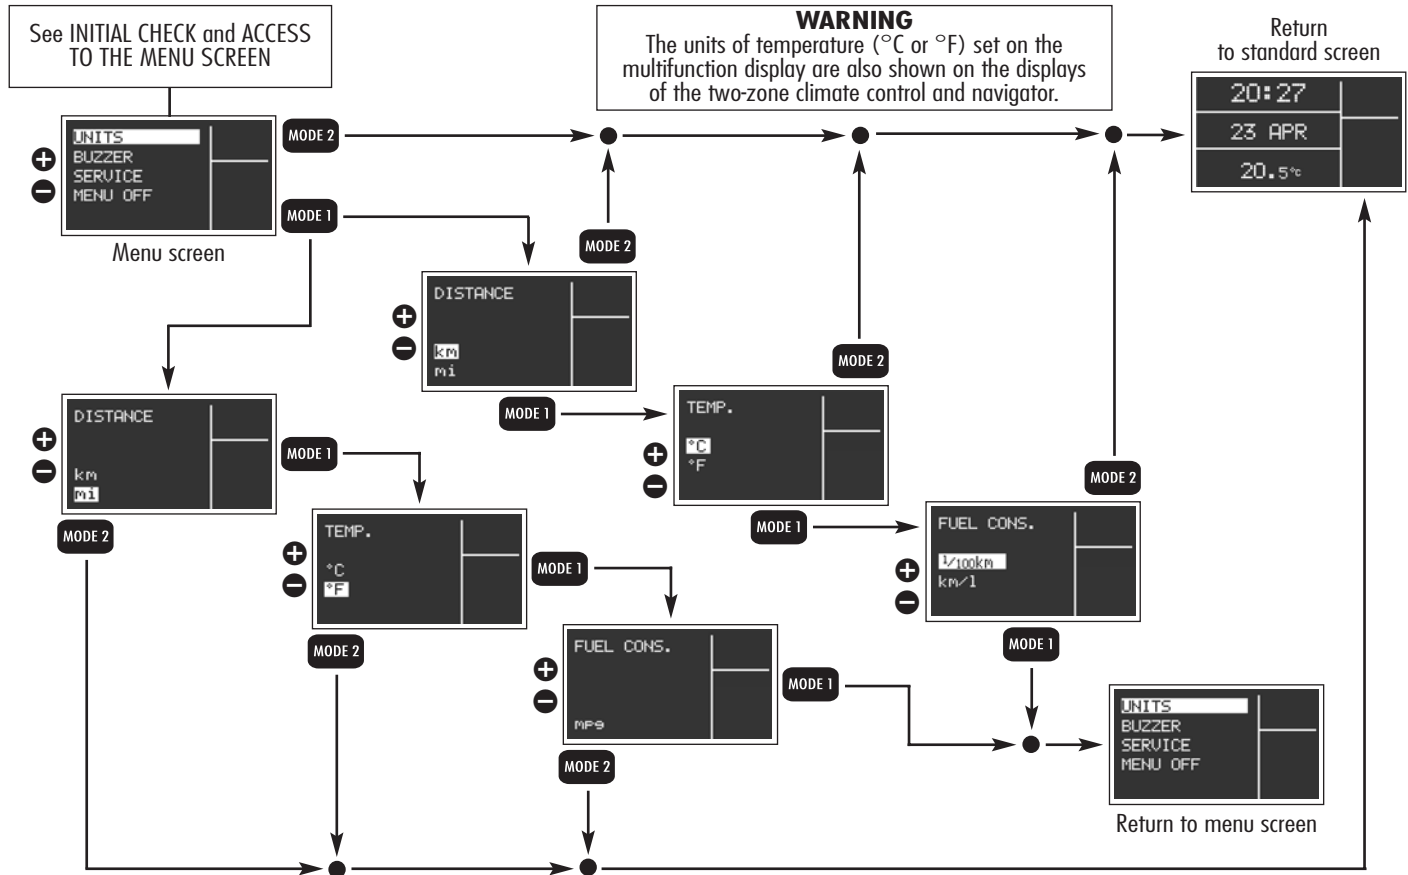 See INITIAL CHECK and ACCESS
TO THE MENU SCREEN
WARNING
The units of temperature (°C or °F) set on the
multifunction display are also shown on the displays
of the two-zone climate control and navigator.
Return
to standard screen
20:27
23 APR
20.5°c
UNITS
BUZZER
SERVICE
MENU OFF
MODE 2
MODE 1
Menu screen
MODE 2
DISTANCE
km
mi
MODE 1
MODE 2
DISTANCE
km
mi
MODE 1
MODE 2
TEMP.
°C
°F
MODE 1
MODE 2
TEMP.
°C
°F
MODE 1
MODE 2
FUEL CONS.
l/100km
km/l
MODE 1
FUEL CONS.
mpg
MODE 1
MODE 2
UNITS
BUZZER
SERVICE
MENU OFF
Return to menu screen